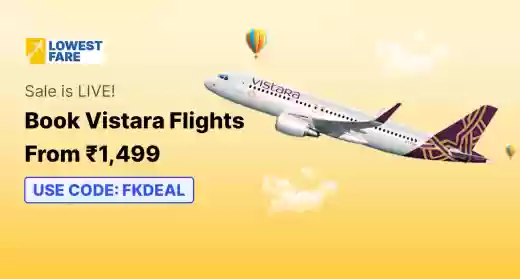 LOWEST
FARE
Sale is LIVE!
vistara
Book Vistara Flights
From ₹1,499
USE CODE: FKDEAL